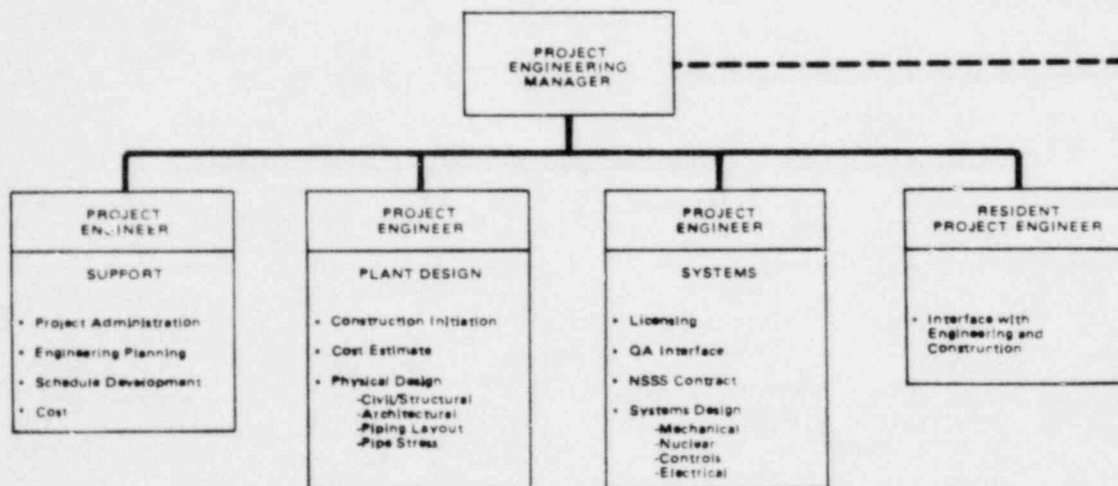 PROJECT
ENGINEERING
MANAGER
PROJECT
ENGINEER
SUPPORT
• Project Administration
• Engineering Planning
• Schedule Development
• Cost
PROJECT
ENGINEER
PLANT DESIGN
• Construction Initiation
• Cost Estimate
• Physical Design
-Civil/Structural
-Architectural
-Piping Layout
-Pipe Stress
PROJECT
ENGINEER
SYSTEMS
• Licensing
• QA Interface
• NSSS Contract
• Systems Design
-Mechanical
-Nuclear
-Controls
-Electrical
RESIDENT
PROJECT ENGINEER
• Interface with
Engineering and
Construction